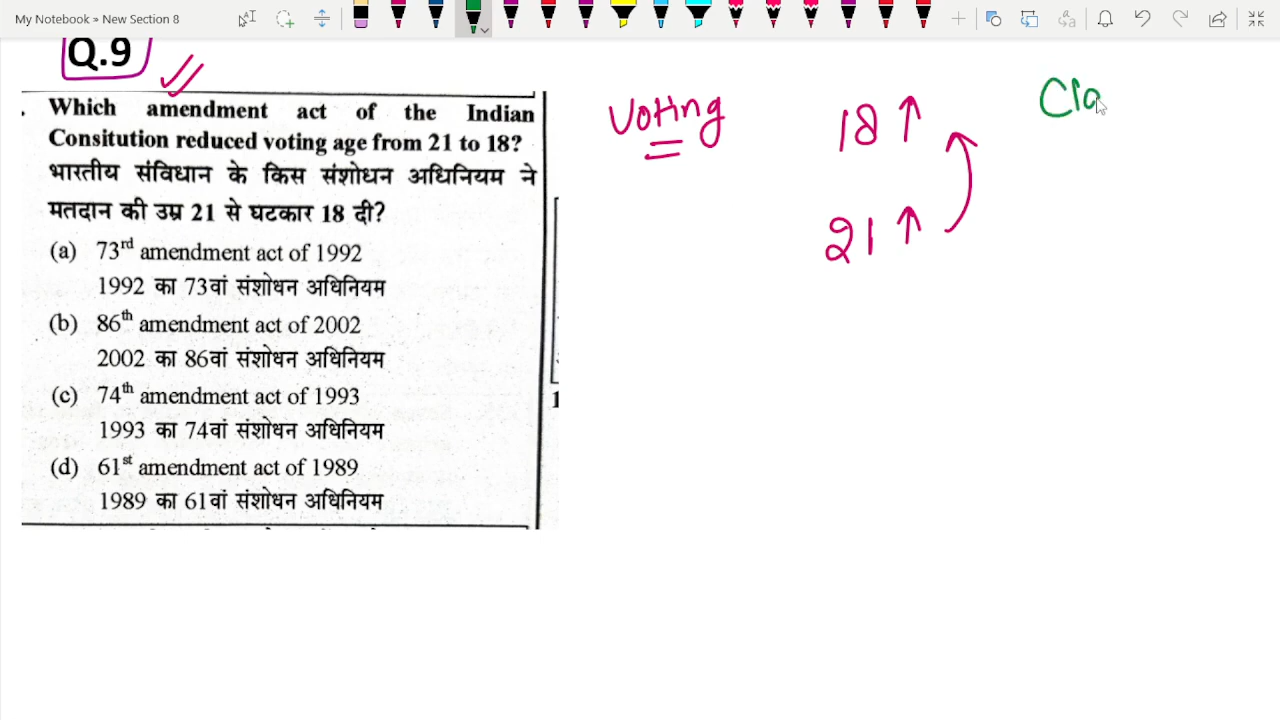 My Notebook » New Section 8
Q.9
Which amendment act of the Indian
Consitution reduced voting age from 21 to 18?
भारतीय संविधान के किस संशोधन अधिनियम ने
मतदान की उम्र 21 से घटकार 18 दी?
(a) 73rd amendment act of 1992
1992 का 73वां संशोधन अधिनियम
(b) 86th amendment act of 2002
2002 का 86वां संशोधन अधिनियम
(c) 74th amendment act of 1993
1993 का 74वां संशोधन अधिनियम
(d) 61st amendment act of 1989
1989 का 61वां संशोधन अधिनियम
1
Voting
18 ↑
21 ↑
Cla